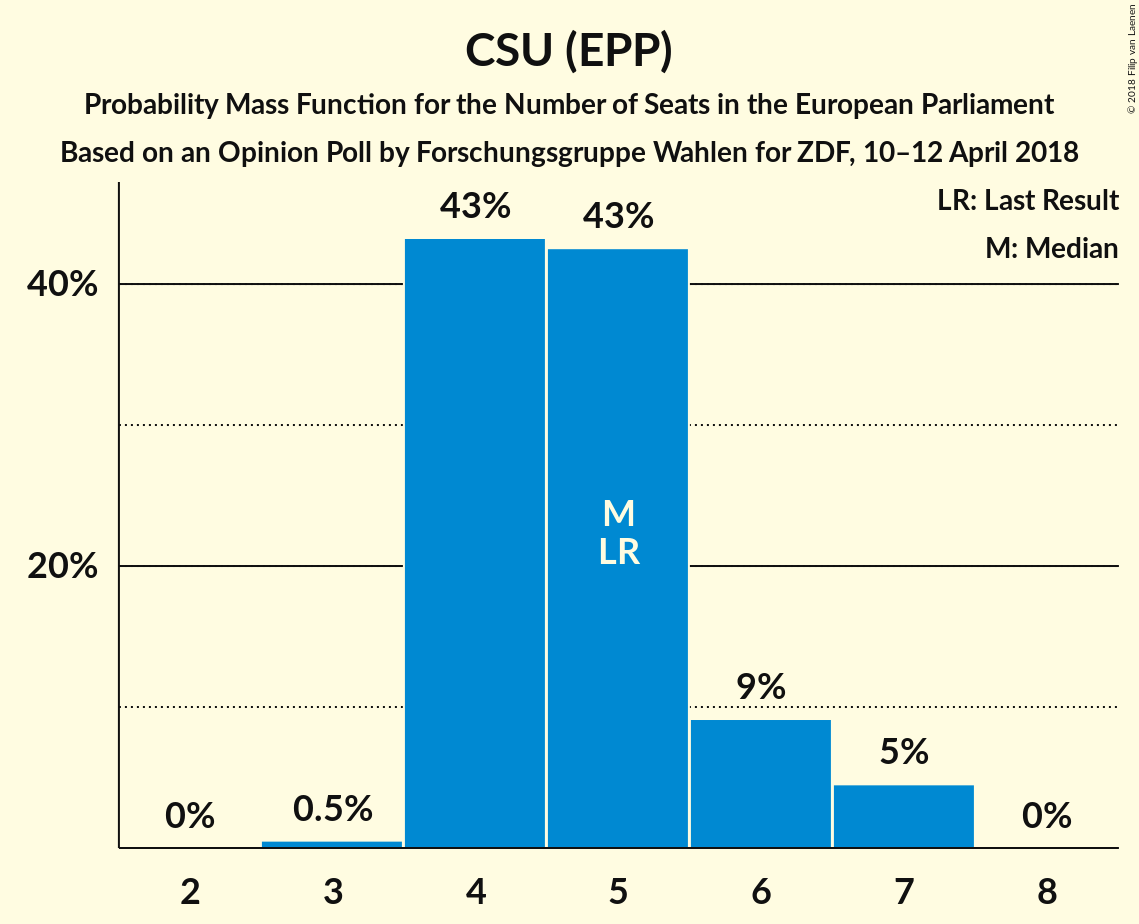 CSU (EPP)
Probability Mass Function for the Number of Seats in the European Parliament
Based on an Opinion Poll by Forschungsgruppe Wahlen for ZDF, 10–12 April 2018
© 2018 Filip van Laenen
LR: Last Result
M: Median
43%
43%
40%
M
LR
20%
9%
5%
0%
0.5%
0%
2
3
4
5
6
7
8